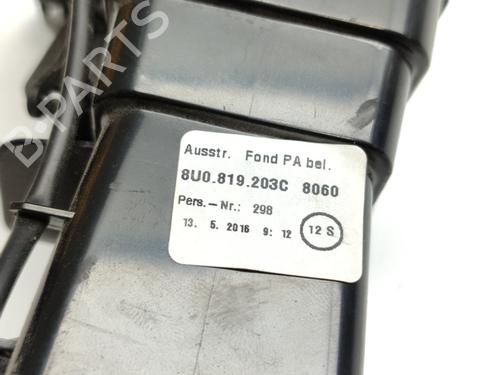 B-PARTS
Ausstr. Fond PA bel.
8U0.819.203C 8060
Pers.-Nr.: 298
13. 5. 2016 9: 12 12 S